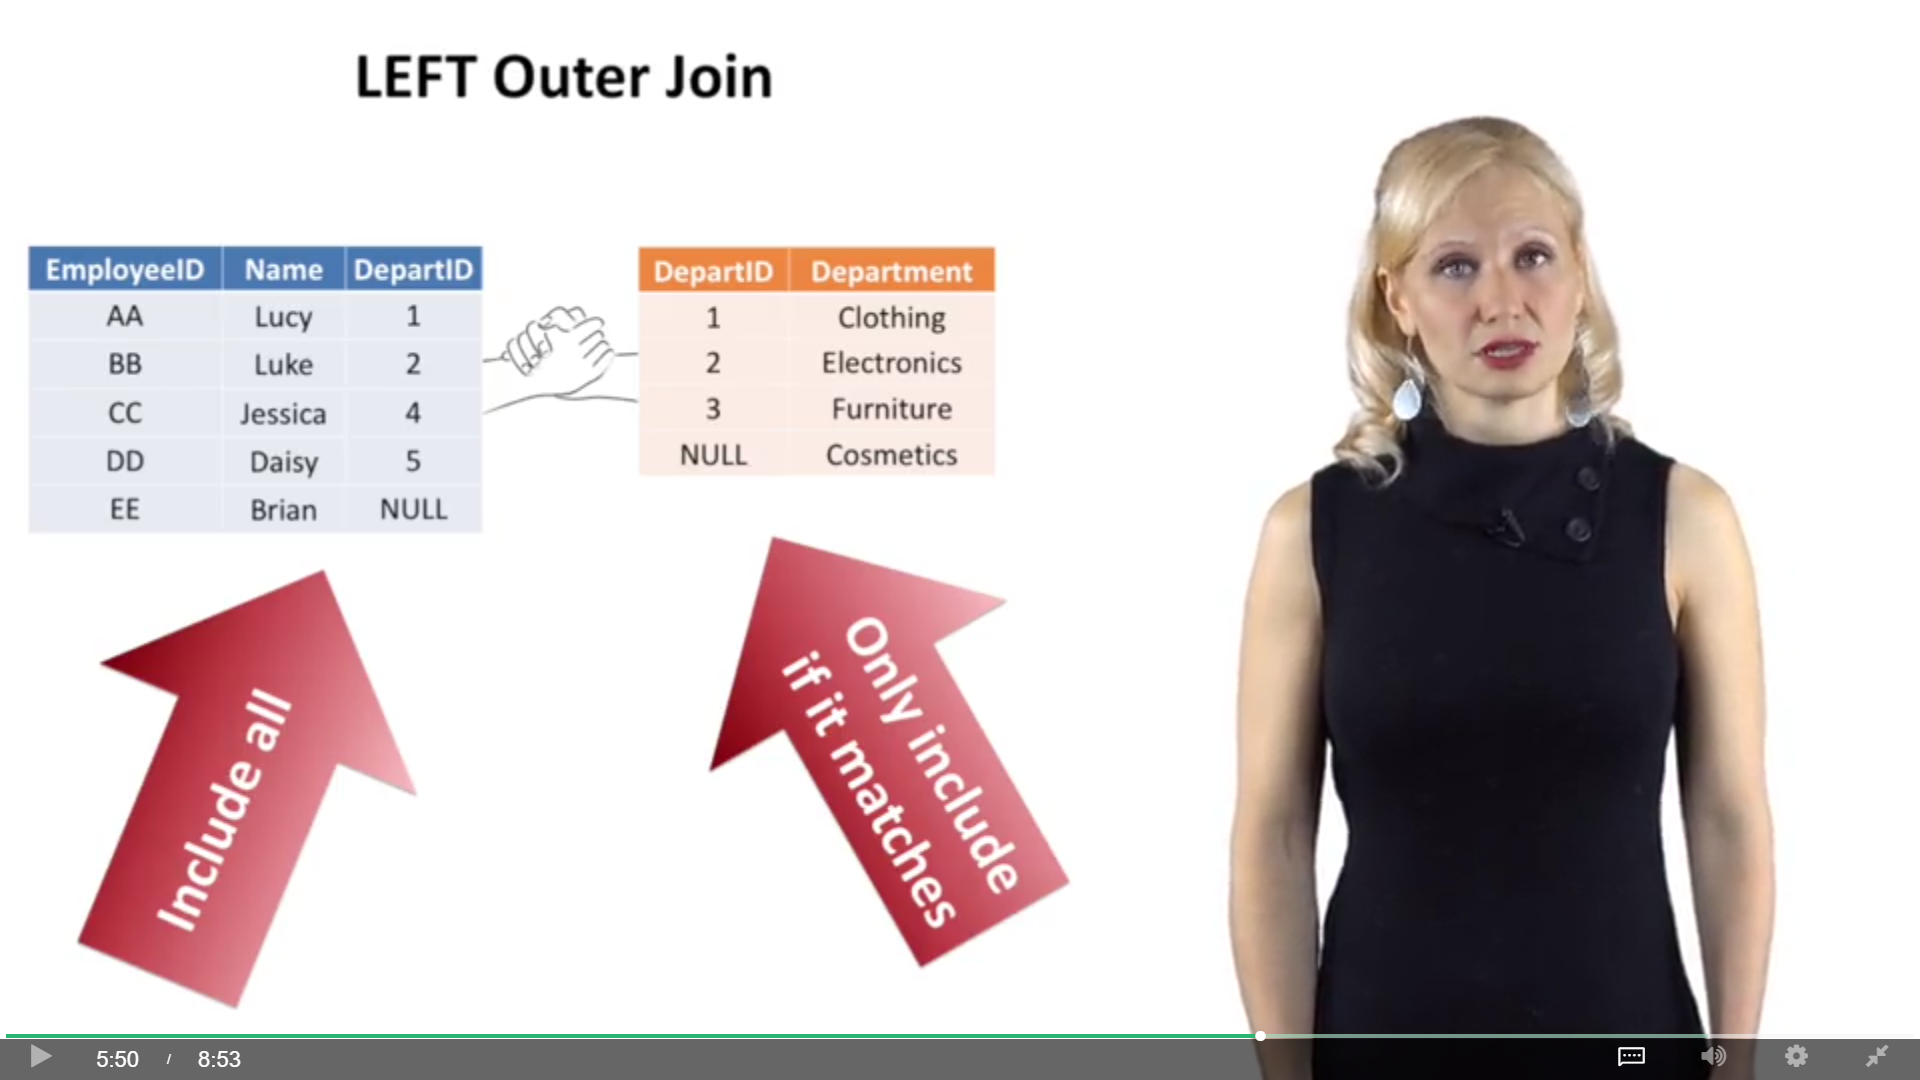 LEFT Outer Join
EmployeeID Name DepartID
AA Lucy 1
BB Luke 2
CC Jessica 4
DD Daisy 5
EE Brian NULL
DepartID Department
1 Clothing
2 Electronics
3 Furniture
NULL Cosmetics
Include all
Only include
if it matches
5:50 / 8:53